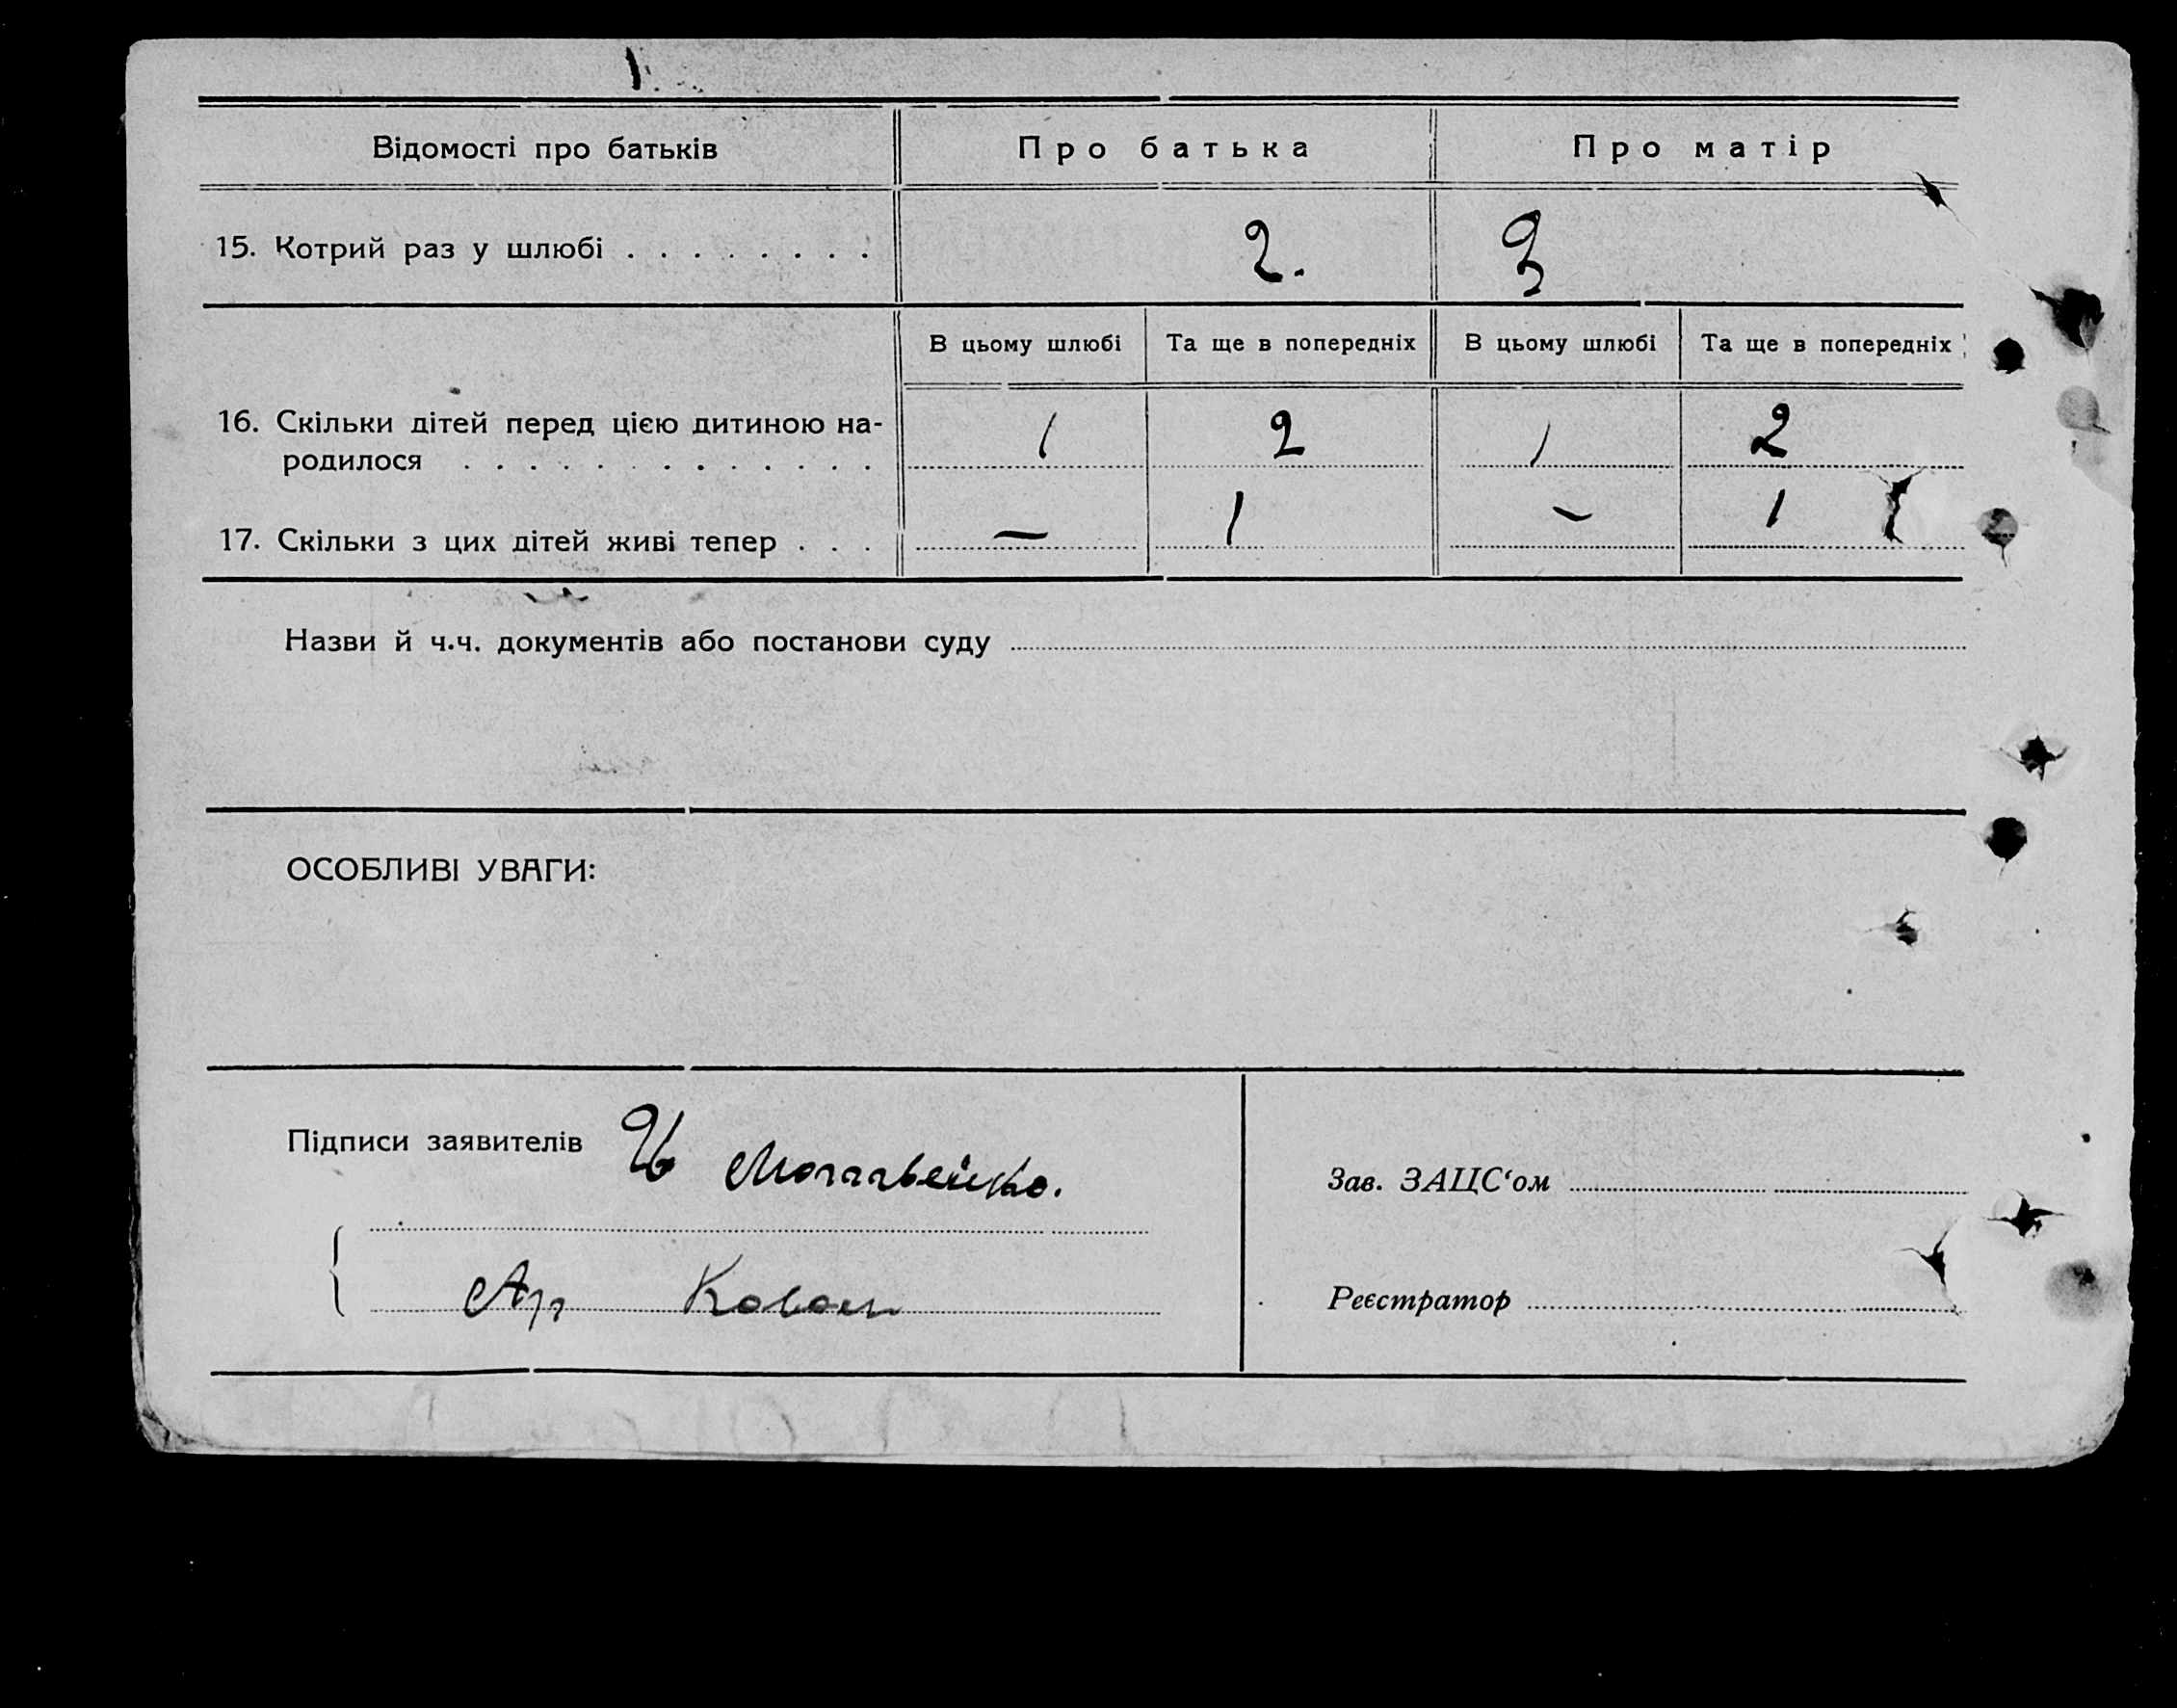 Відомості про батьків Про батька Про матір
15. Котрий раз у шлюбі . . . . . . . . 2. 3
В цьому шлюбі Та ще в попередніх В цьому шлюбі Та ще в попередніх
16. Скільки дітей перед цією дитиною на-
родилося . . . . . . . . . . . . . 1 2 1 2
17. Скільки з цих дітей живі тепер . . . — 1 — 1
Назви й ч.ч. документів або постанови суду
ОСОБЛИВІ УВАГИ:
Підписи заявителів
Зав. ЗАЦС‘ом
Реєстратор